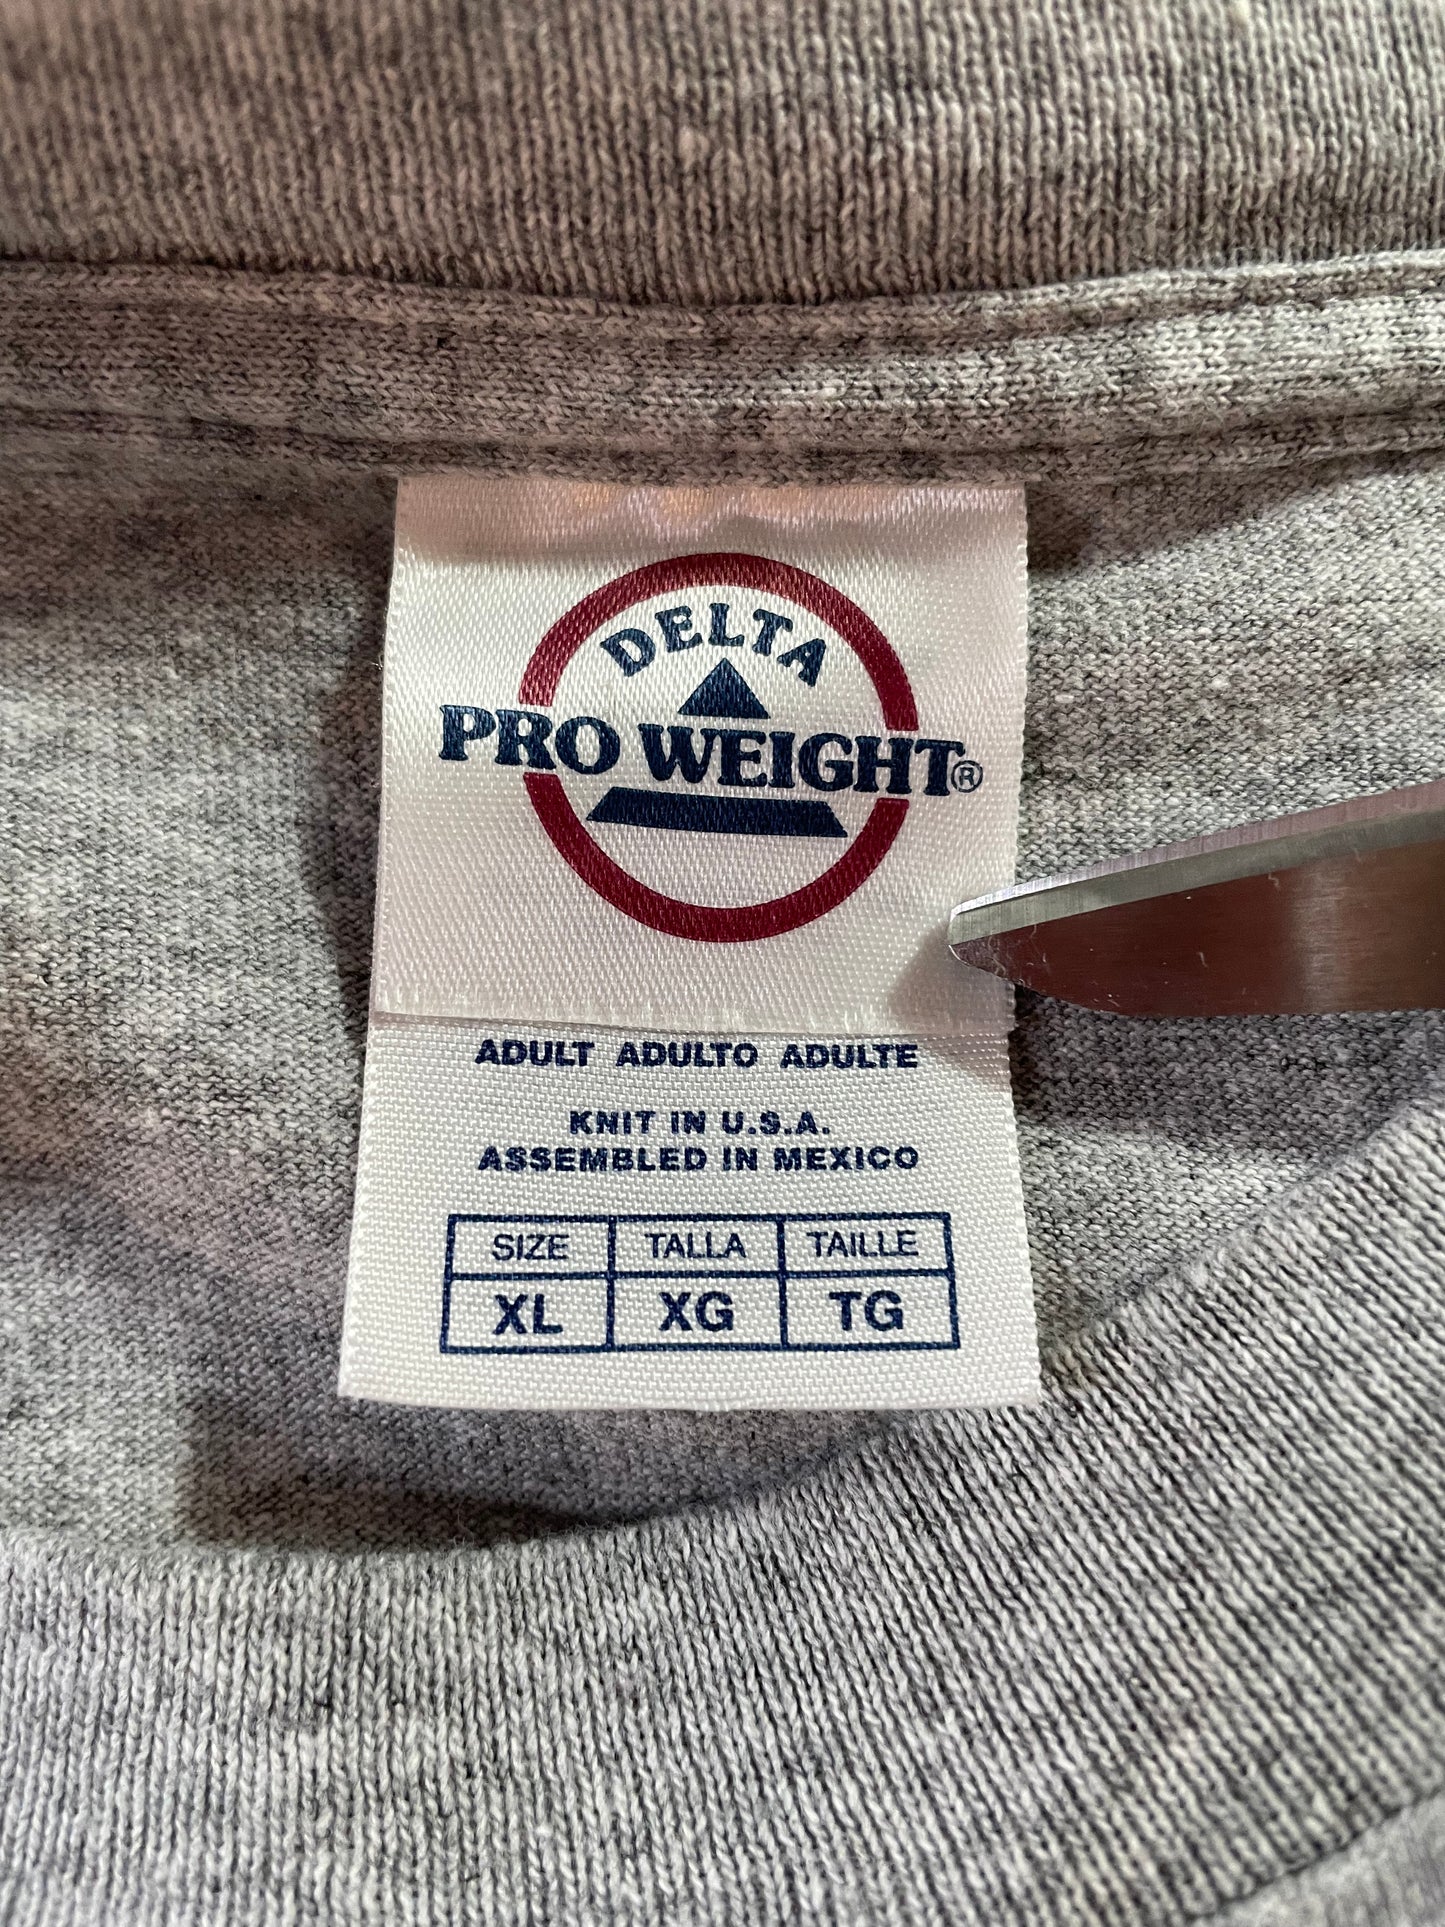 DELTA
PRO WEIGHT®
ADULT ADULTO ADULTE
KNIT IN U.S.A.
ASSEMBLED IN MEXICO
SIZE TALLA TAILLE
XL XG TG